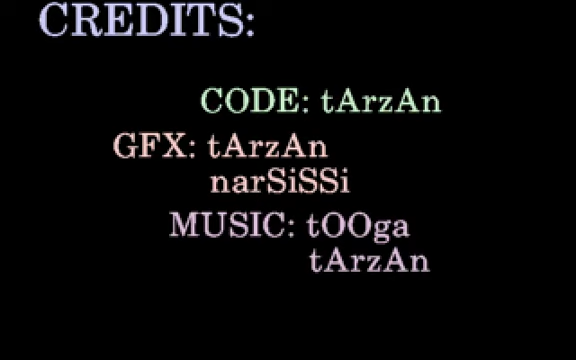 CREDITS:
CODE: tArzAn
GFX: tArzAn
narSiSSi
MUSIC: tOOga
tArzAn